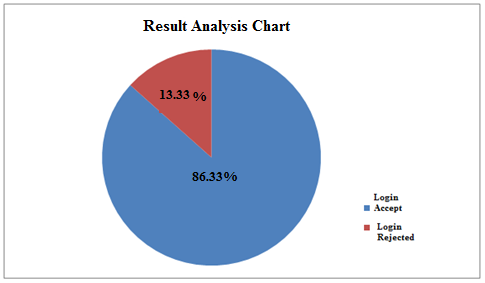 Result Analysis Chart
13.33 %
86.33%
Login
Accept
Login
Rejected